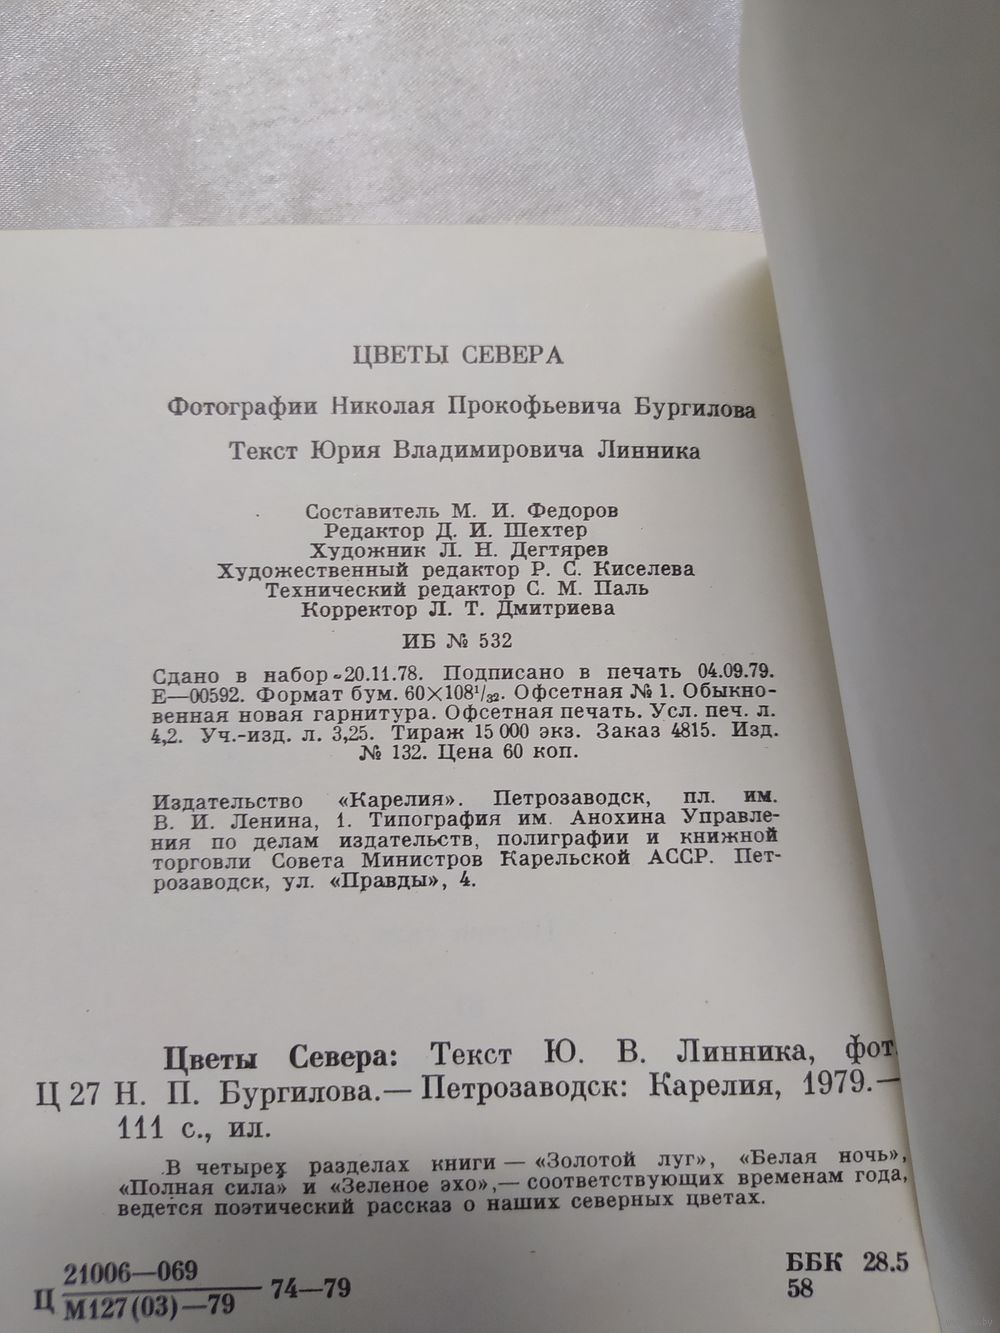 ЦВЕТЫ СЕВЕРА
Фотографии Николая Прокофьевича Бургилова
Текст Юрия Владимировича Линника
Составитель М. И. Федоров
Редактор Д. И. Шехтер
Художник Л. Н. Дегтярев
Художественный редактор Р. С. Киселева
Технический редактор С. М. Паль
Корректор Л. Т. Дмитриева
ИБ № 532
Сдано в набор 20.11.78. Подписано в печать 04.09.79.
Е—00592. Формат бум. 60×108¹/₃₂. Офсетная № 1. Обыкно-
венная новая гарнитура. Офсетная печать. Усл. печ. л.
4,2. Уч.-изд. л. 3,25. Тираж 15 000 экз. Заказ 4815. Изд.
№ 132. Цена 60 коп.
Издательство «Карелия». Петрозаводск, пл. им.
В. И. Ленина, 1. Типография им. Анохина Управле-
ния по делам издательств, полиграфии и книжной
торговли Совета Министров Карельской АССР. Пет-
розаводск, ул. «Правды», 4.
Цветы Севера: Текст Ю. В. Линника, фот.
Ц 27 Н. П. Бургилова.— Петрозаводск: Карелия, 1979.—
111 с., ил.
В четырех разделах книги — «Золотой луг», «Белая ночь»,
«Полная сила» и «Зеленое эхо»,— соответствующих временам года,
ведется поэтический рассказ о наших северных цветах.
21006—069
Ц 74—79
М127(03)—79
ББК 28.5
58